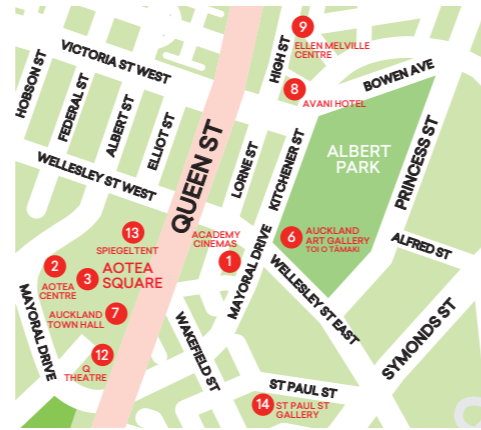 9
ELLEN MELVILLE
CENTRE
HIGH ST
VICTORIA ST WEST
BOWEN AVE
8
AVANI HOTEL
HOBSON ST
FEDERAL ST
ALBERT ST
ELLIOT ST
QUEEN ST
LORNE ST
KITCHENER ST
ALBERT
PARK
PRINCESS ST
WELLESLEY ST WEST
13
SPIEGELTENT
ACADEMY
CINEMAS
1
6
AUCKLAND
ART GALLERY
TOI O TĀMAKI
ALFRED ST
2
AOTEA
CENTRE
3
AOTEA
SQUARE
MAYORAL DRIVE
WELLESLEY ST EAST
7
AUCKLAND
TOWN HALL
MAYORAL DRIVE
WAKEFIELD ST
SYMONDS ST
12
Q
THEATRE
ST PAUL ST
14
ST PAUL ST
GALLERY